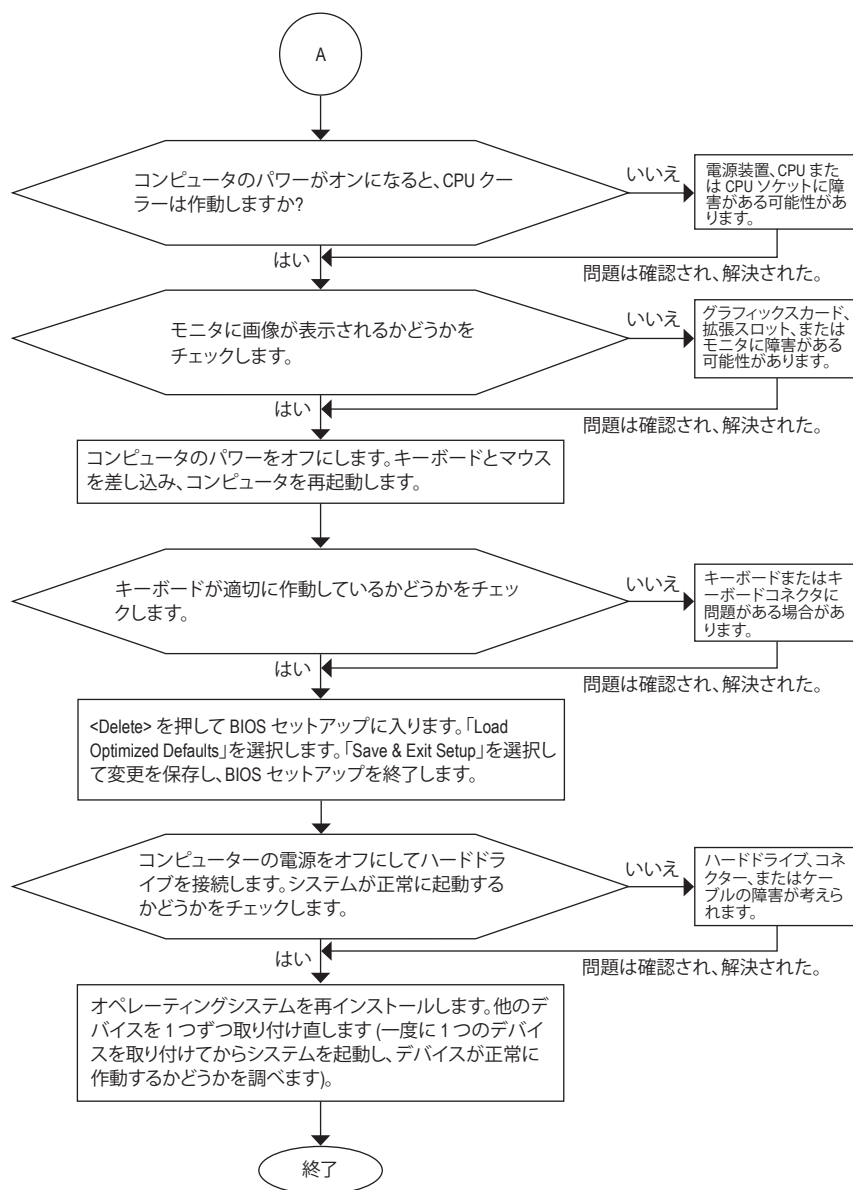 A
コンピュータのパワーがオンになると、CPU クー
ラーは作動しますか?
いいえ
電源装置、CPU また
は CPU ソケットに障
害がある可能性があ
ります。
はい
問題は確認され、解決された。
モニタに画像が表示されるかどうかを
チェックします。
いいえ
グラフィックスカード、
拡張スロット、または
モニタに障害がある
可能性があります。
はい
問題は確認され、解決された。
コンピュータのパワーをオフにします。キーボードとマウス
を差し込み、コンピュータを再起動します。
キーボードが適切に作動しているかどうかをチェッ
クします。
いいえ
キーボードまたはキ
ーボードコネクタに
問題がある場合があ
ります。
はい
問題は確認され、解決された。
<Delete> を押して BIOS セットアップに入ります。「Load
Optimized Defaults」を選択します。「Save & Exit Setup」を選択し
て変更を保存し、BIOS セットアップを終了します。
コンピューターの電源をオフにしてハードドラ
イブを接続します。システムが正常に起動する
かどうかをチェックします。
いいえ
ハードドライブ、コネ
クター、またはケー
ブルの障害が考えら
れます。
はい
問題は確認され、解決された。
オペレーティングシステムを再インストールします。他のデ
バイスを 1 つずつ取り付け直します (一度に 1 つのデバイ
スを取り付けてからシステムを起動し、デバイスが正常に
作動するかどうかを調べます)。
終了